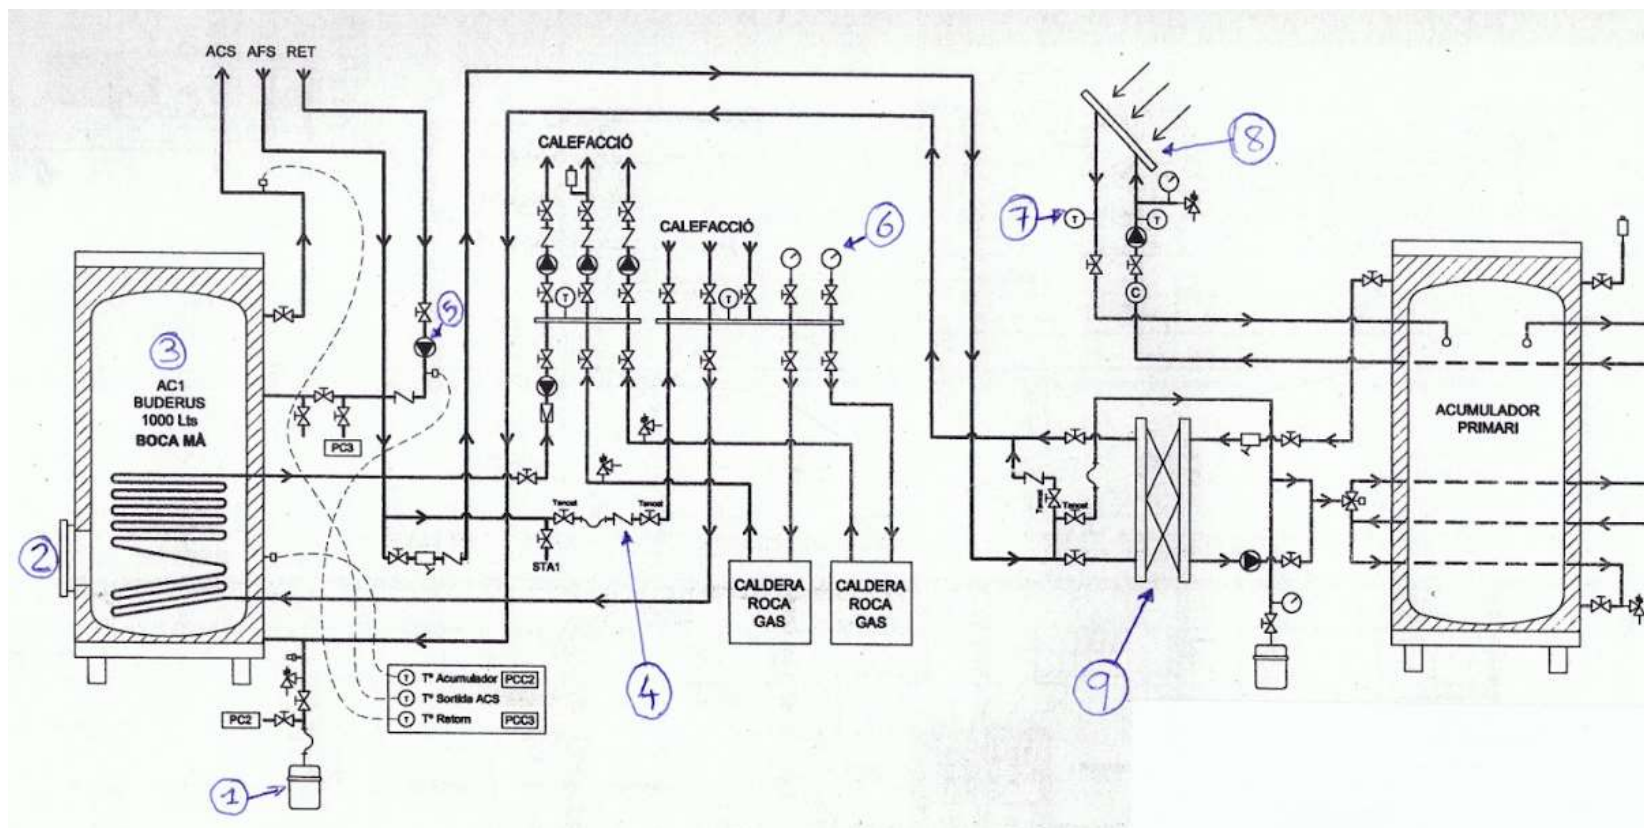 ACS AFS RET
CALEFACCIÓ
CALEFACCIÓ
8
7
T
T
6
T
T
C
5
3
AC1
BUDERUS
1000 Lts
BOCA MÀ
PC3
ACUMULADOR
PRIMARI
Tancat
Tancat
Tancat
Tancat
STA1
2
CALDERA
ROCA
GAS
CALDERA
ROCA
GAS
4
9
T Tª Acumulador PCC2
T Tª Sortida ACS
T Tª Retorn PCC3
PC2
1